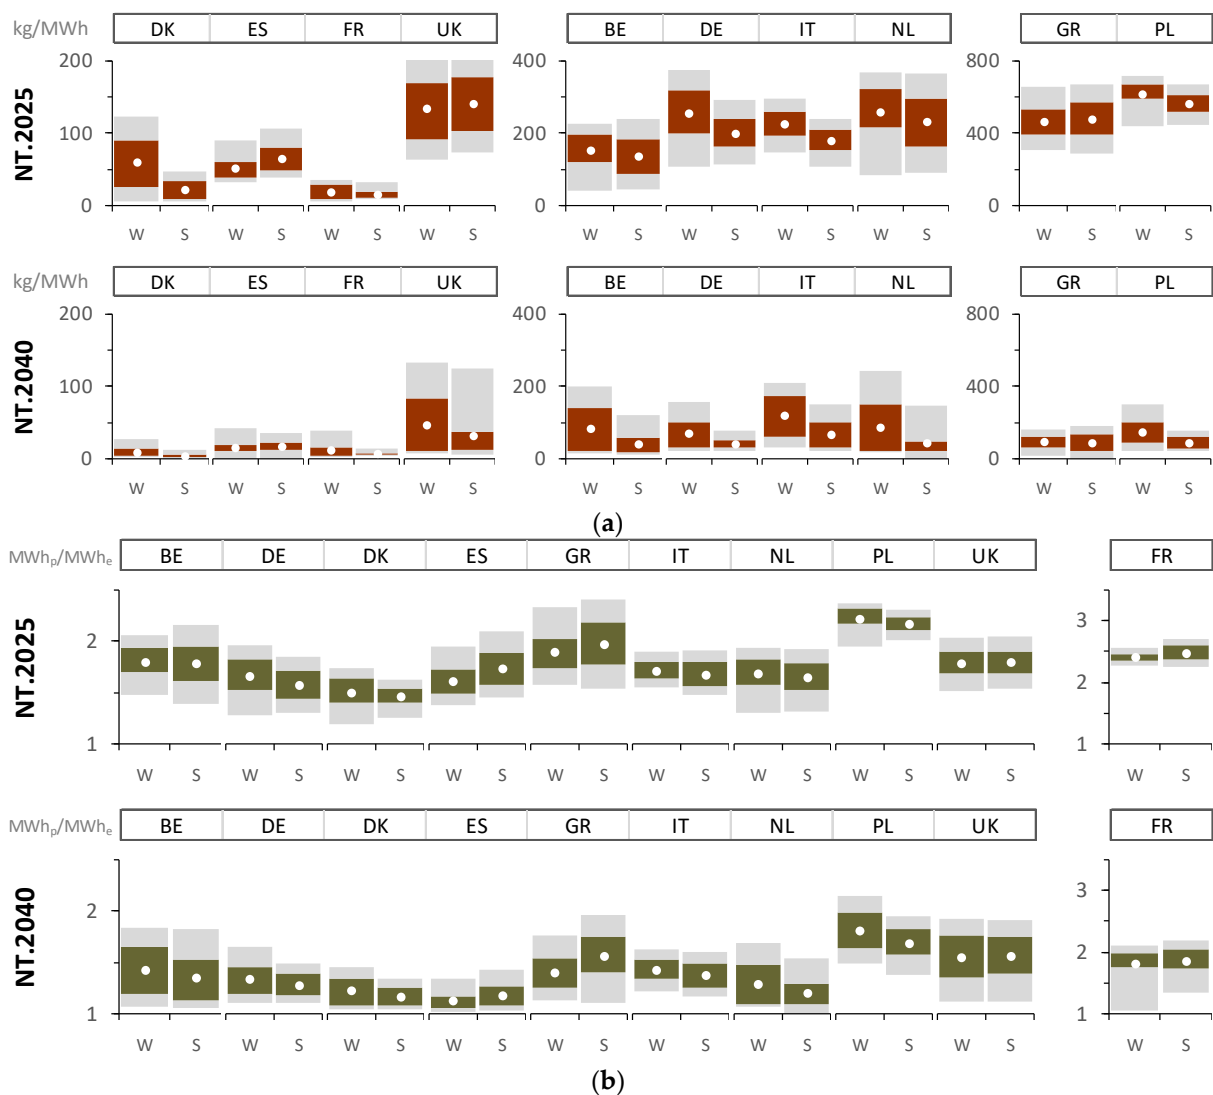 kg/MWh DK ES FR UK BE DE IT NL GR PL
200 400 800
NT.2025
100 200 400
0 0 0
W S W S W S W S W S W S W S W S W S W S
kg/MWh DK ES FR UK BE DE IT NL GR PL
200 400 800
NT.2040
100 200 400
0 0 0
W S W S W S W S W S W S W S W S W S W S
(a)
MWhp/MWhe BE DE DK ES GR IT NL PL UK FR
NT.2025
3
2
2
1 1
W S W S W S W S W S W S W S W S W S W S
MWhp/MWhe BE DE DK ES GR IT NL PL UK FR
NT.2040
3
2
2
1 1
W S W S W S W S W S W S W S W S W S W S
(b)